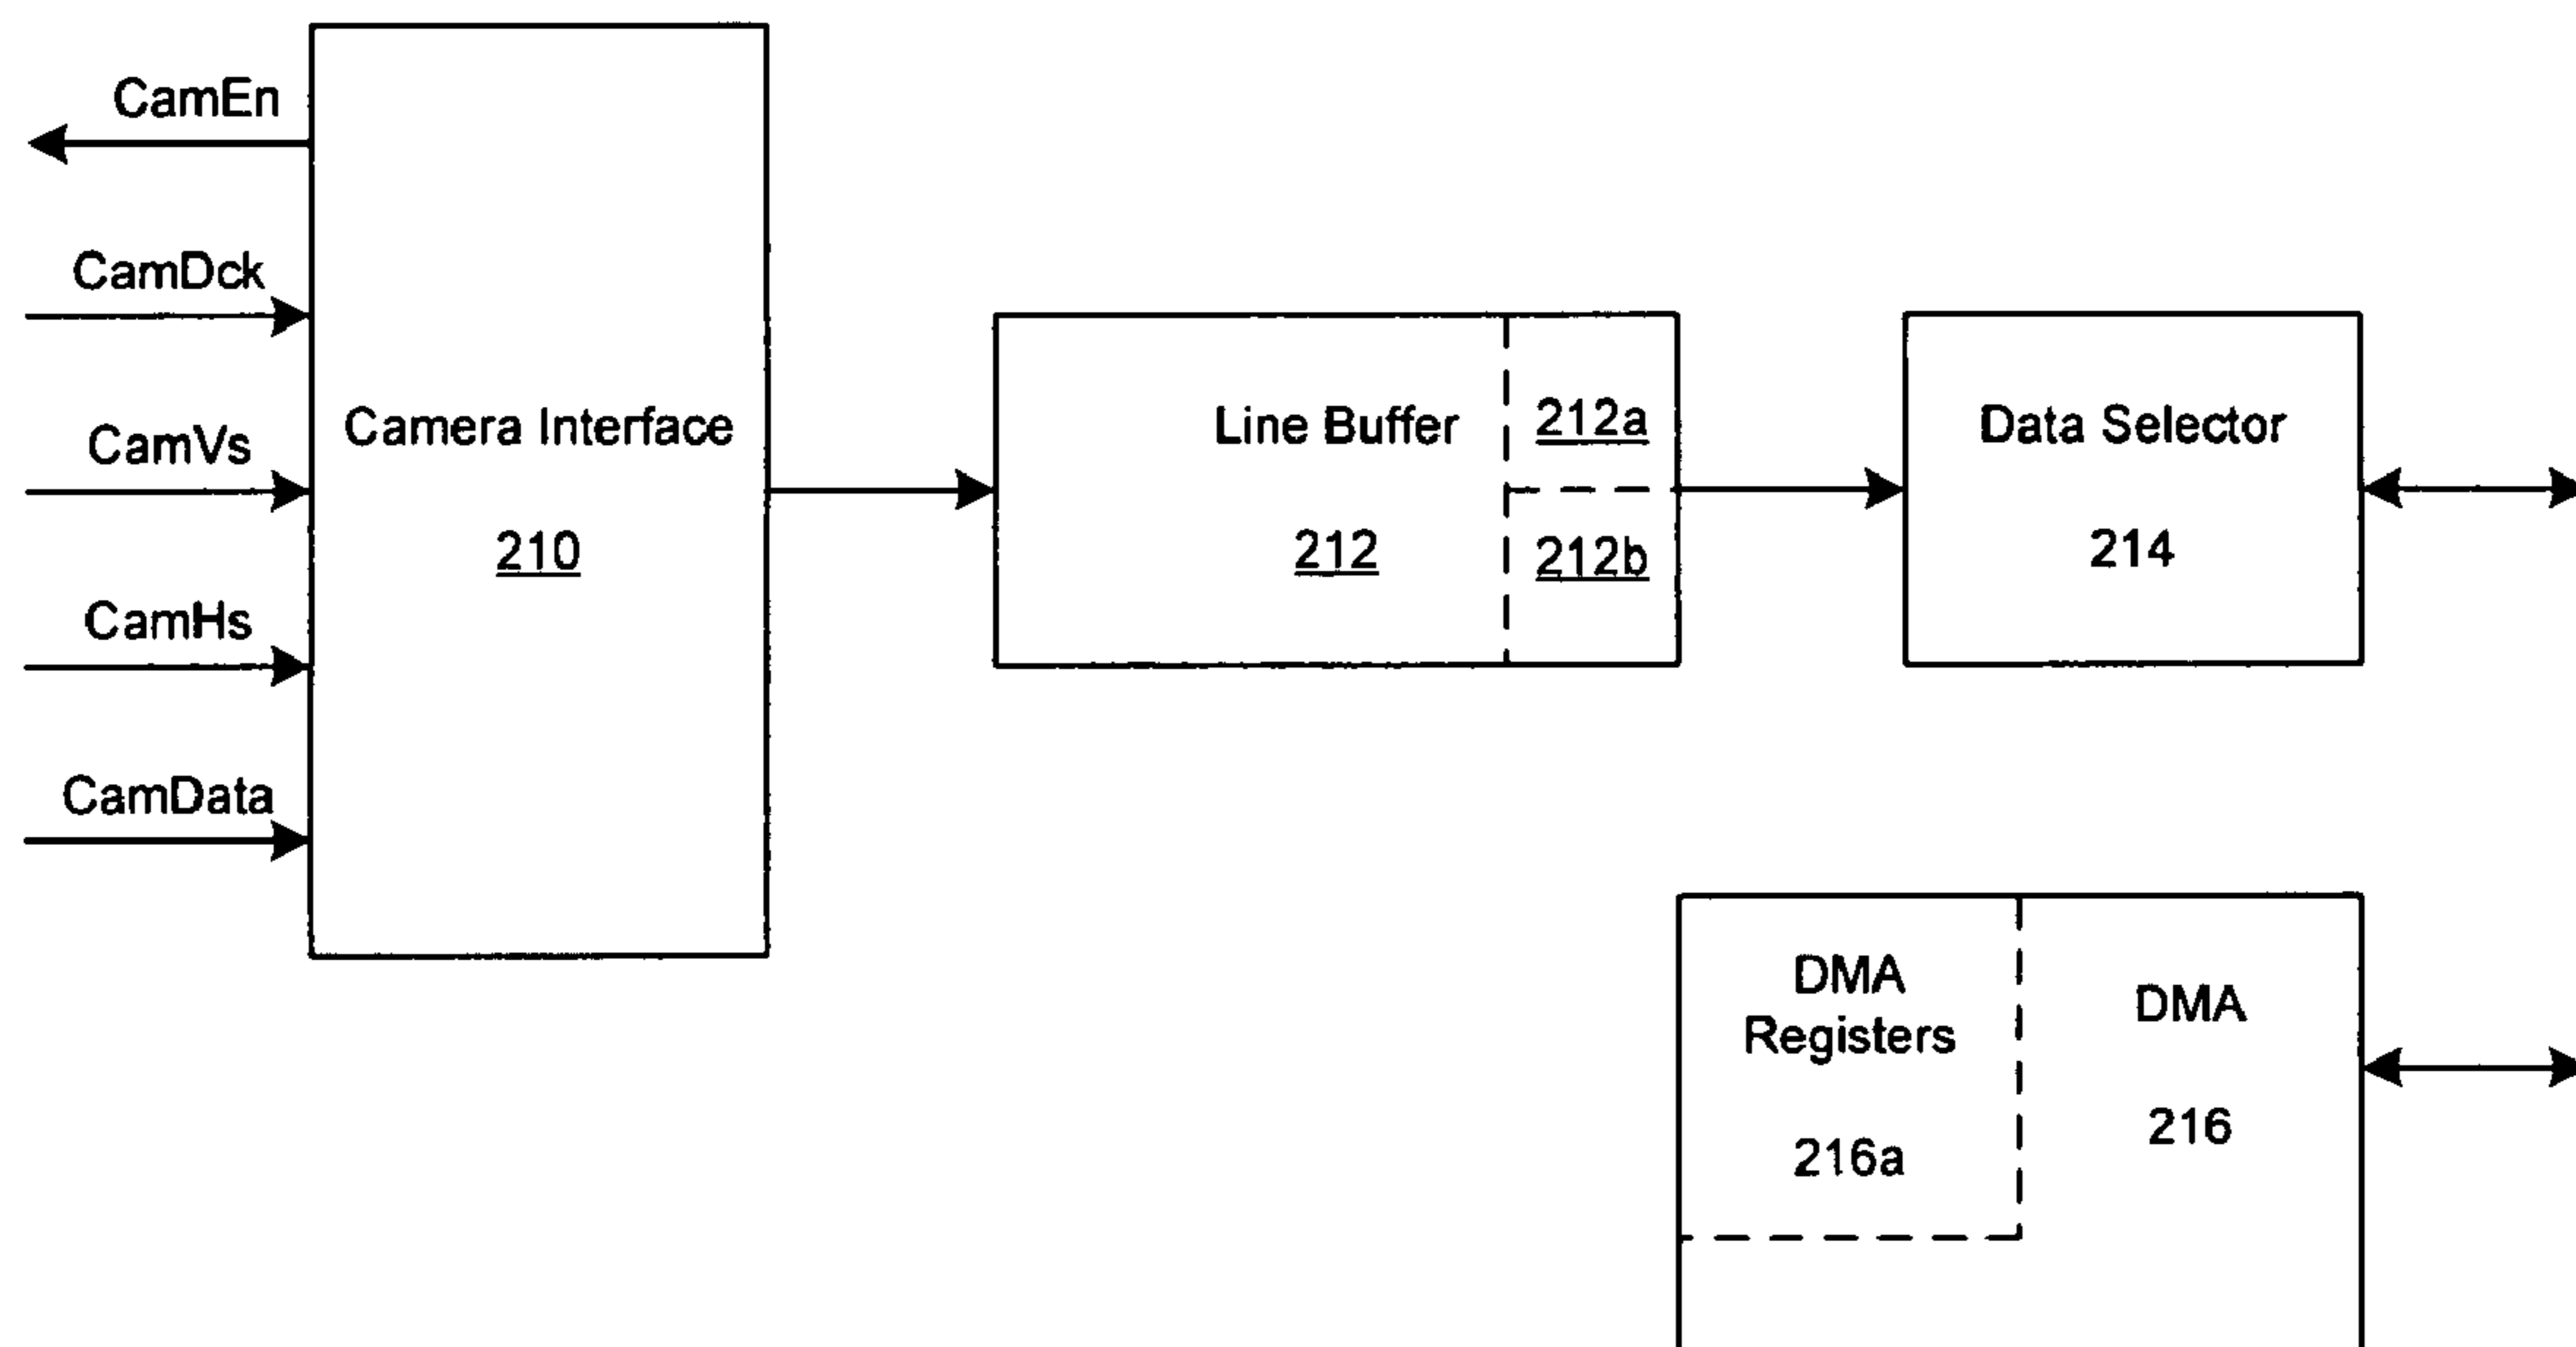 CamEn
CamDck
CamVs
CamHs
CamData
Camera Interface
210
Line Buffer
212
212a
212b
Data Selector
214
DMA
Registers
216a
DMA
216